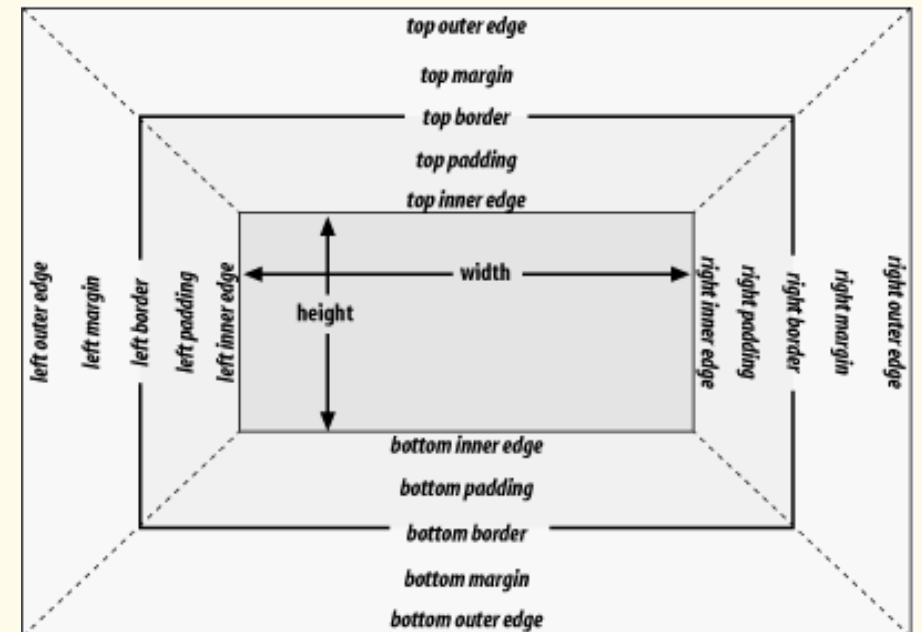 top outer edge
top margin
top border
top padding
top inner edge
left outer edge
left margin
left border
left padding
left inner edge
width
height
right inner edge
right padding
right border
right margin
right outer edge
bottom inner edge
bottom padding
bottom border
bottom margin
bottom outer edge